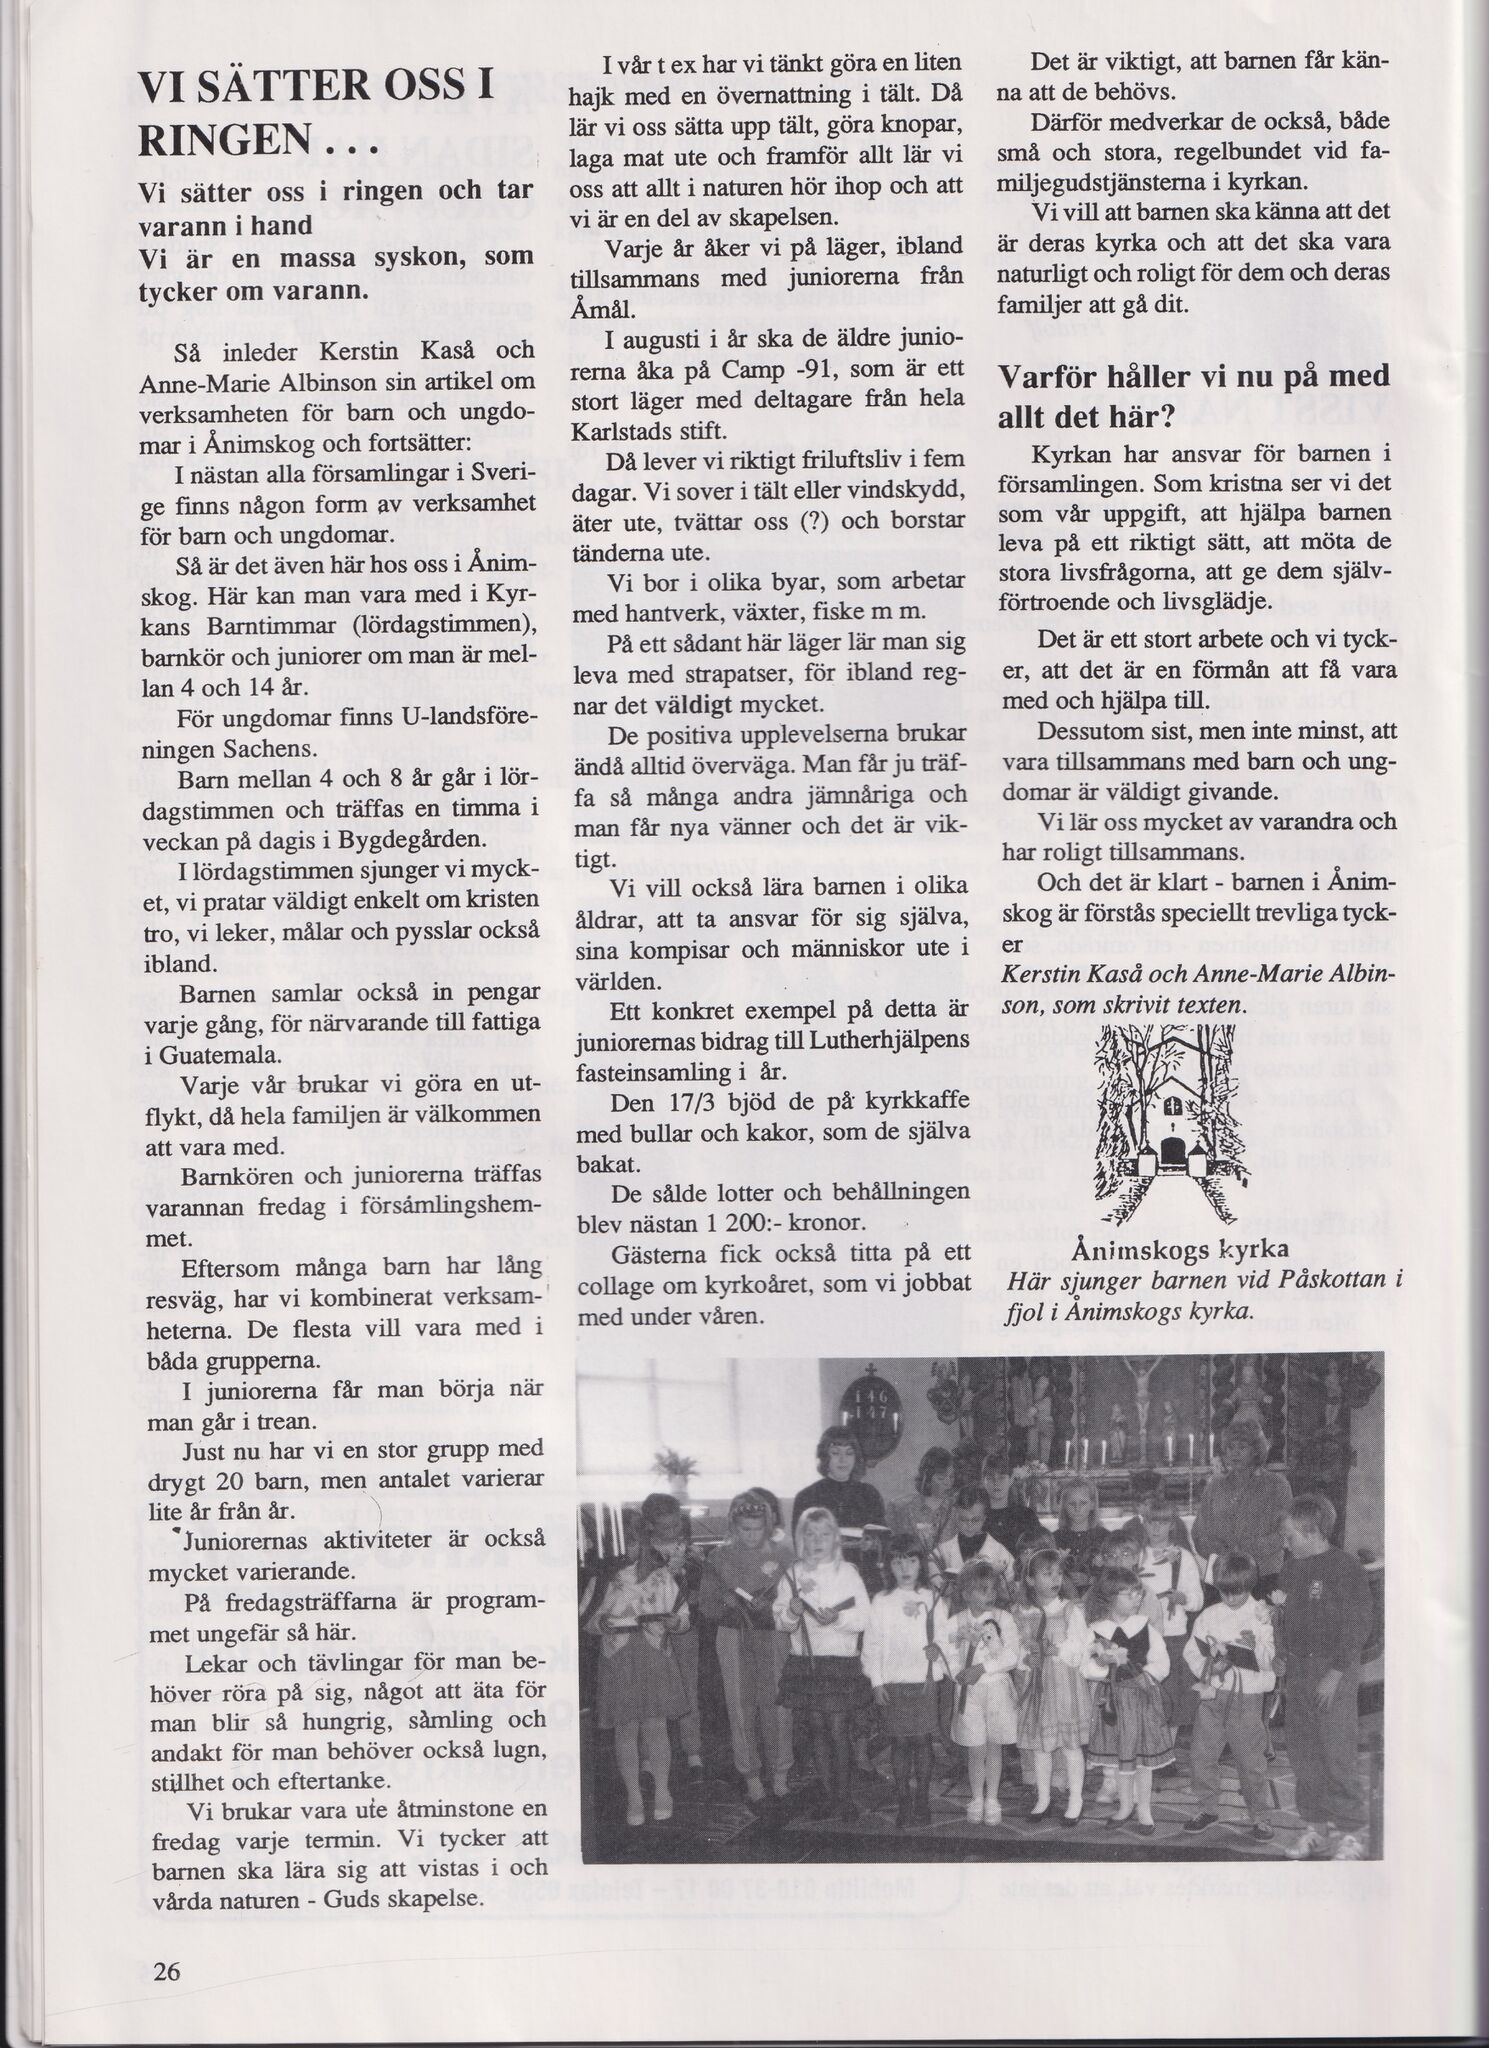 VI SÄTTER OSS I
RINGEN . . .
Vi sätter oss i ringen och tar
varann i hand
Vi är en massa syskon, som
tycker om varann.
Så inleder Kerstin Kaså och
Anne-Marie Albinson sin artikel om
verksamheten för barn och ungdo-
mar i Ånimskog och fortsätter:
I nästan alla församlingar i Sveri-
ge finns någon form av verksamhet
för barn och ungdomar.
Så är det även här hos oss i Ånim-
skog. Här kan man vara med i Kyr-
kans Barntimmar (lördagstimmen),
barnkör och juniorer om man är mel-
lan 4 och 14 år.
För ungdomar finns U-landsföre-
ningen Sachens.
Barn mellan 4 och 8 år går i lör-
dagstimmen och träffas en timma i
veckan på dagis i Bygdegården.
I lördagstimmen sjunger vi myck-
et, vi pratar väldigt enkelt om kristen
tro, vi leker, målar och pysslar också
ibland.
Barnen samlar också in pengar
varje gång, för närvarande till fattiga
i Guatemala.
Varje vår brukar vi göra en ut-
flykt, då hela familjen är välkommen
att vara med.
Barnkören och juniorerna träffas
varannan fredag i församlingshem-
met.
Eftersom många barn har lång
resväg, har vi kombinerat verksam-
heterna. De flesta vill vara med i
båda grupperna.
I juniorerna får man börja när
man går i trean.
Just nu har vi en stor grupp med
drygt 20 barn, men antalet varierar
lite år från år.
Juniorernas aktiviteter är också
mycket varierande.
På fredagsträffarna är program-
met ungefär så här.
Lekar och tävlingar för man be-
höver röra på sig, något att äta för
man blir så hungrig, samling och
andakt för man behöver också lugn,
stillhet och eftertanke.
Vi brukar vara ute åtminstone en
fredag varje termin. Vi tycker att
barnen ska lära sig att vistas i och
vårda naturen - Guds skapelse.
26
I vår t ex har vi tänkt göra en liten
hajk med en övernattning i tält. Då
lär vi oss sätta upp tält, göra knopar,
laga mat ute och framför allt lär vi
oss att allt i naturen hör ihop och att
vi är en del av skapelsen.
Varje år åker vi på läger, ibland
tillsammans med juniorerna från
Åmål.
I augusti i år ska de äldre junio-
rerna åka på Camp -91, som är ett
stort läger med deltagare från hela
Karlstads stift.
Då lever vi riktigt friluftsliv i fem
dagar. Vi sover i tält eller vindskydd,
äter ute, tvättar oss (?) och borstar
tänderna ute.
Vi bor i olika byar, som arbetar
med hantverk, växter, fiske m m.
På ett sådant här läger lär man sig
leva med strapatser, för ibland reg-
nar det väldigt mycket.
De positiva upplevelserna brukar
ändå alltid överväga. Man får ju träf-
fa så många andra jämnåriga och
man får nya vänner och det är vik-
tigt.
Vi vill också lära barnen i olika
åldrar, att ta ansvar för sig själva,
sina kompisar och människor ute i
världen.
Ett konkret exempel på detta är
juniorernas bidrag till Lutherhjälpens
fasteinsamling i år.
Den 17/3 bjöd de på kyrkkaffe
med bullar och kakor, som de själva
bakat.
De sålde lotter och behållningen
blev nästan 1 200:- kronor.
Gästerna fick också titta på ett
collage om kyrkoåret, som vi jobbat
med under våren.
Det är viktigt, att barnen får kän-
na att de behövs.
Därför medverkar de också, både
små och stora, regelbundet vid fa-
miljegudstjänsterna i kyrkan.
Vi vill att barnen ska känna att det
är deras kyrka och att det ska vara
naturligt och roligt för dem och deras
familjer att gå dit.
Varför håller vi nu på med
allt det här?
Kyrkan har ansvar för barnen i
församlingen. Som kristna ser vi det
som vår uppgift, att hjälpa barnen
leva på ett riktigt sätt, att möta de
stora livsfrågorna, att ge dem själv-
förtroende och livsglädje.
Det är ett stort arbete och vi tyck-
er, att det är en förmån att få vara
med och hjälpa till.
Dessutom sist, men inte minst, att
vara tillsammans med barn och ung-
domar är väldigt givande.
Vi lär oss mycket av varandra och
har roligt tillsammans.
Och det är klart - barnen i Ånim-
skog är förstås speciellt trevliga tyck-
er
Kerstin Kaså och Anne-Marie Albin-
son, som skrivit texten.
Ånimskogs kyrka
Här sjunger barnen vid Påskottan i
fjol i Ånimskogs kyrka.
146
147